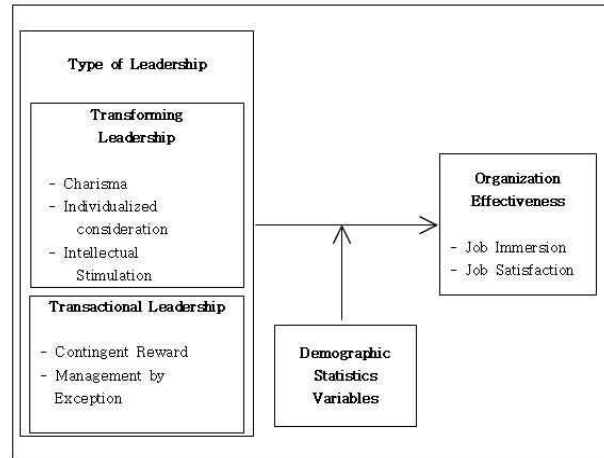 Type of Leadership
Transforming
Leadership
- Charisma
- Individualized
consideration
- Intellectual
Stimulation
Transactional Leadership
- Contingent Reward
- Management by
Exception
Demographic
Statistics
Variables
Organization
Effectiveness
- Job Immersion
- Job Satisfaction